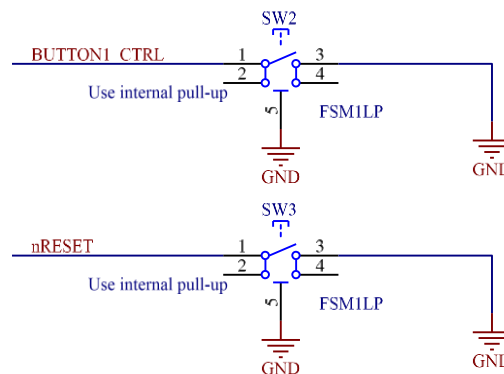 SW2
BUTTON1_CTRL
1
3
2
4
Use internal pull-up
5
FSM1LP
GND
GND
SW3
nRESET
1
3
2
4
Use internal pull-up
5
FSM1LP
GND
GND